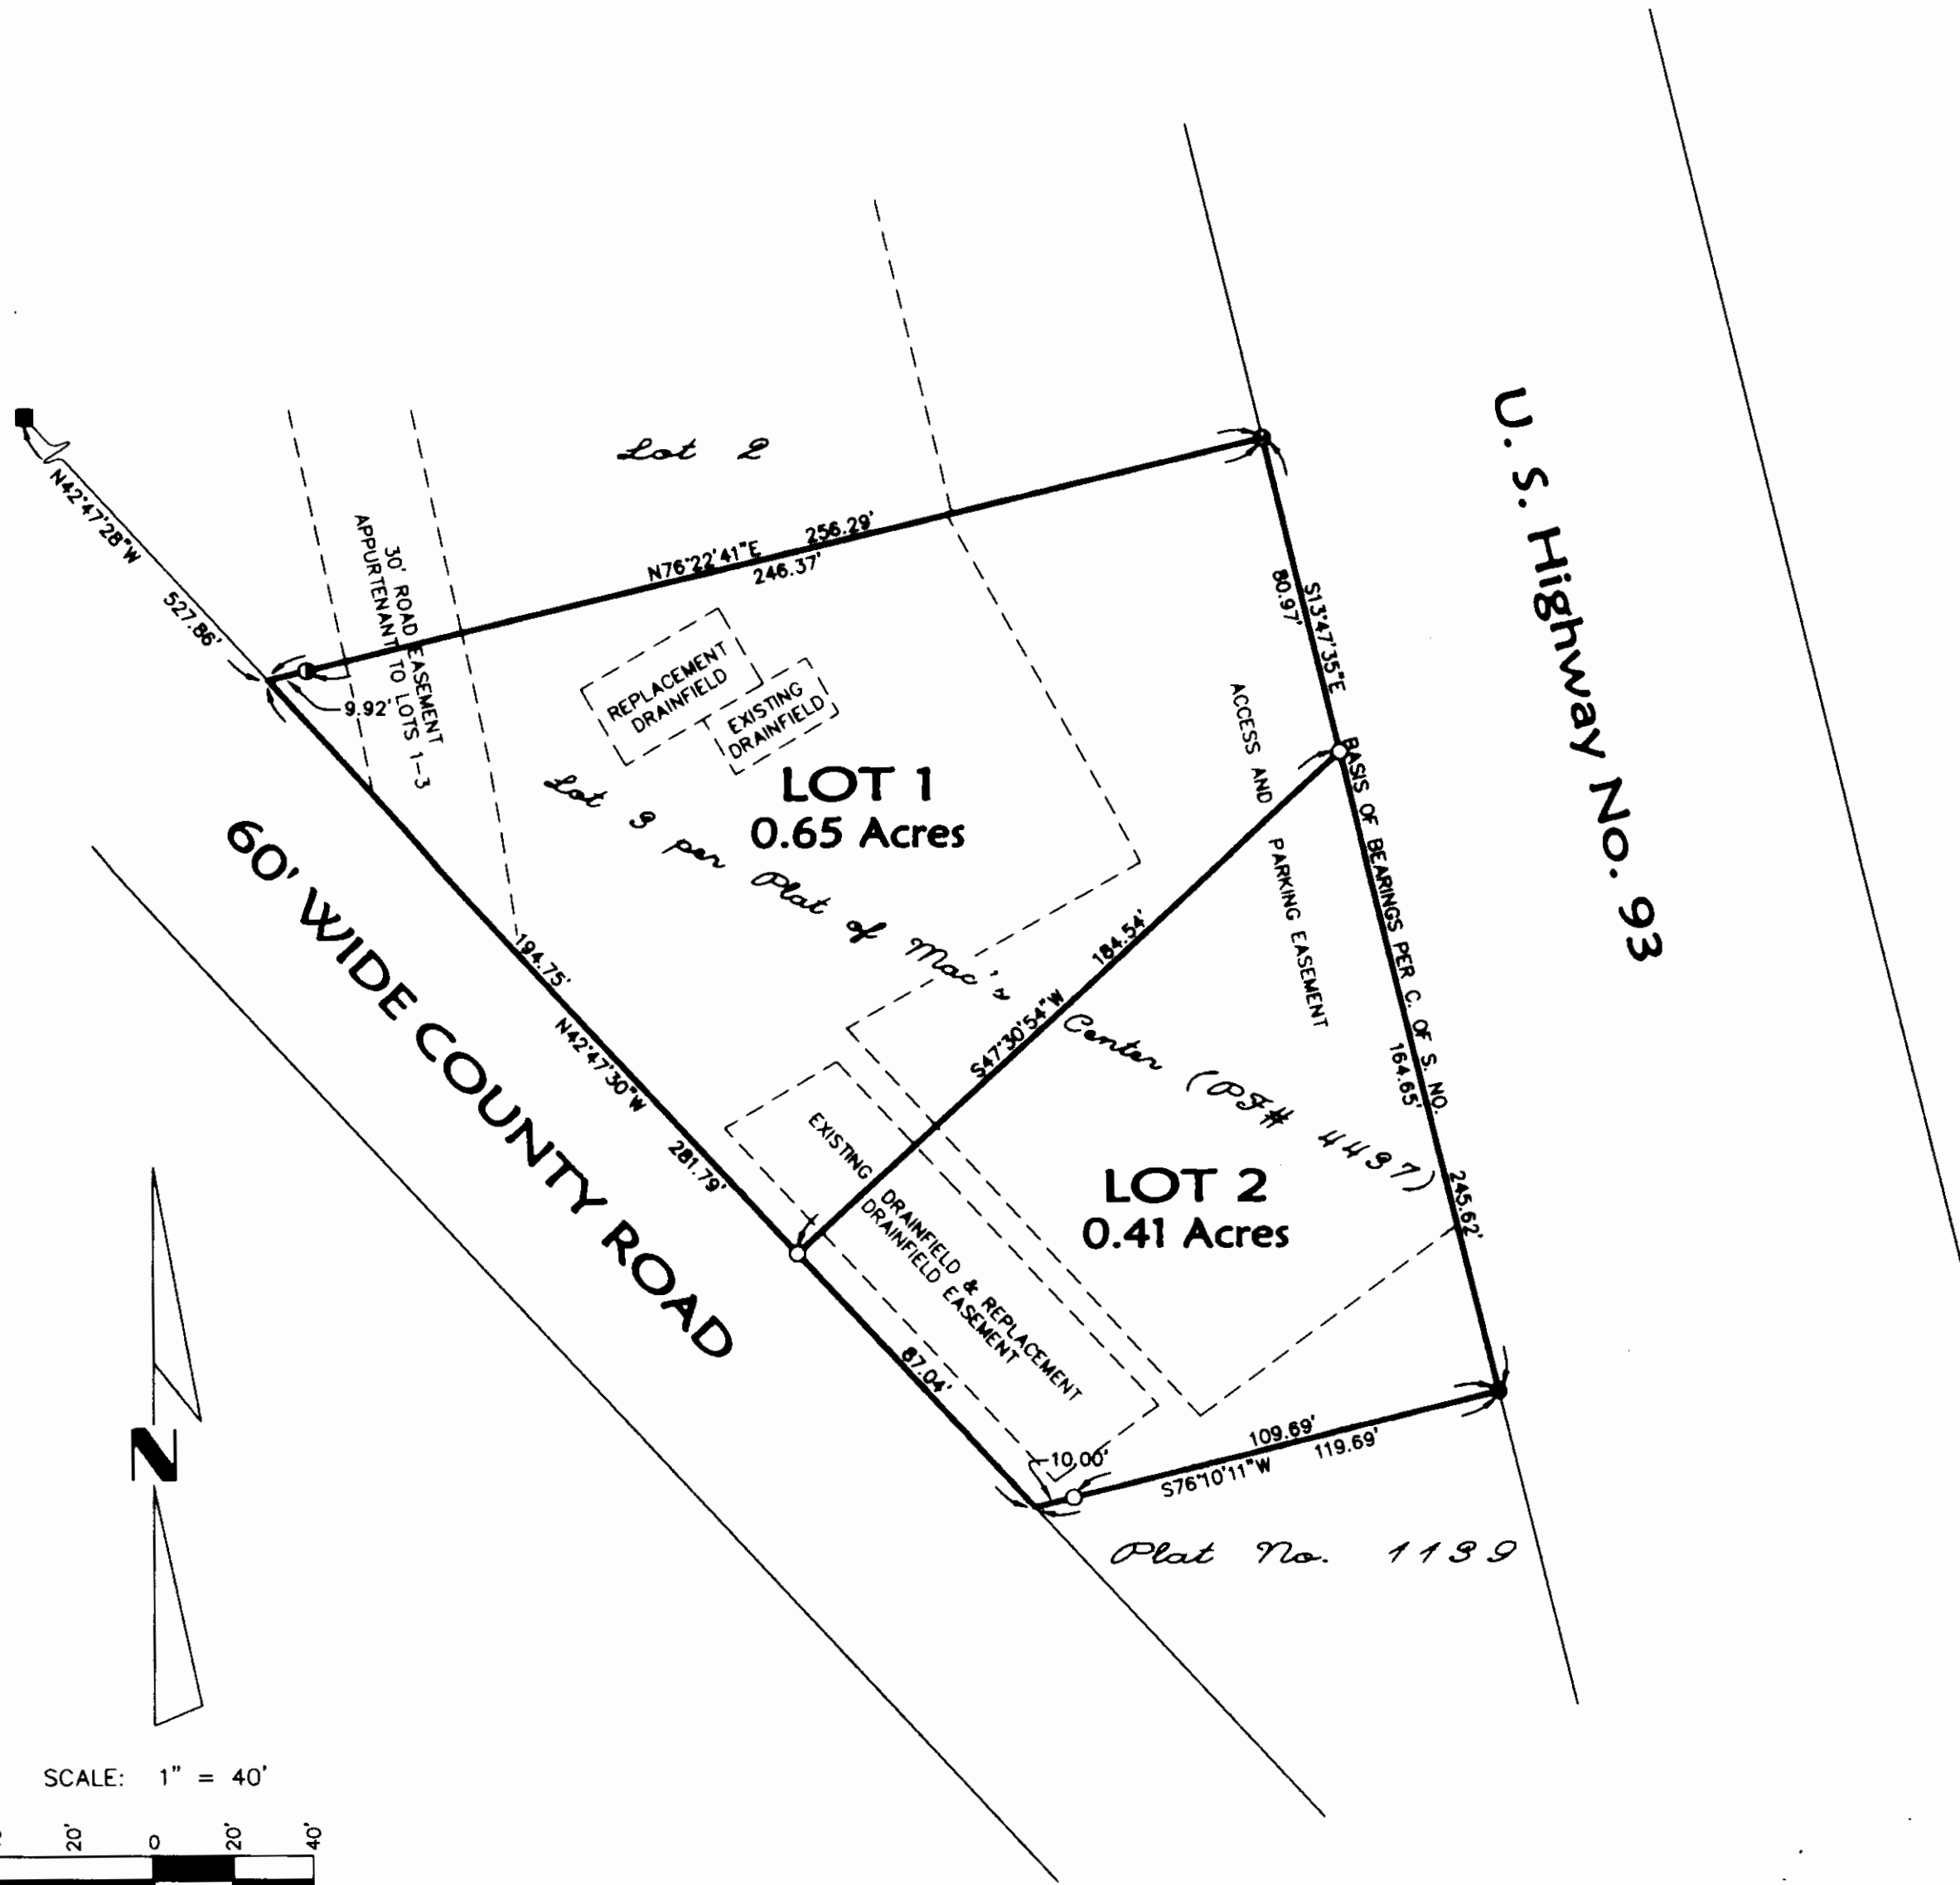 U. S. Highway No. 93
Lot 2
N42°47'28"W
527.86'
30' ROAD EASEMENT
APPURTENANT TO LOTS 1-3
256.29'
N76°22'41"E
246.37'
9.92'
S13°47'35"E
80.97'
REPLACEMENT
DRAINFIELD
EXISTING
DRAINFIELD
LOT 1
0.65 Acres
Lot 3 per Plat of Mac's Center (PF# 4437)
ACCESS AND PARKING EASEMENT
BASIS OF BEARINGS PER C. OF S. NO.
164.65'
245.62'
184.54'
S47°30'54"W
60' WIDE COUNTY ROAD
194.75'
N42°47'30"W
281.79'
EXISTING DRAINFIELD & REPLACEMENT
DRAINFIELD EASEMENT
LOT 2
0.41 Acres
87.04'
10.00'
109.69'
119.69'
S76°10'11"W
Plat No. 1139
N
SCALE: 1" = 40'
20' 0 20' 40'